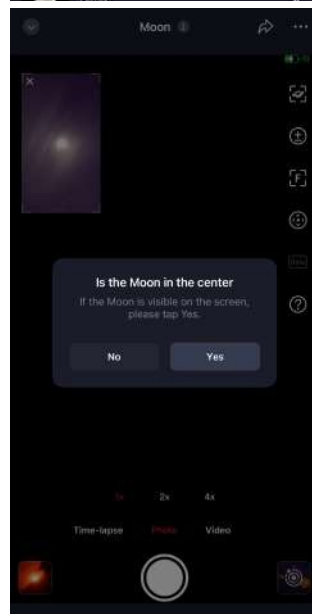 Moon
Is the Moon in the center
If the Moon is visible on the screen,
please tap Yes.
No
Yes
1x
2x
4x
Time-lapse
Photo
Video